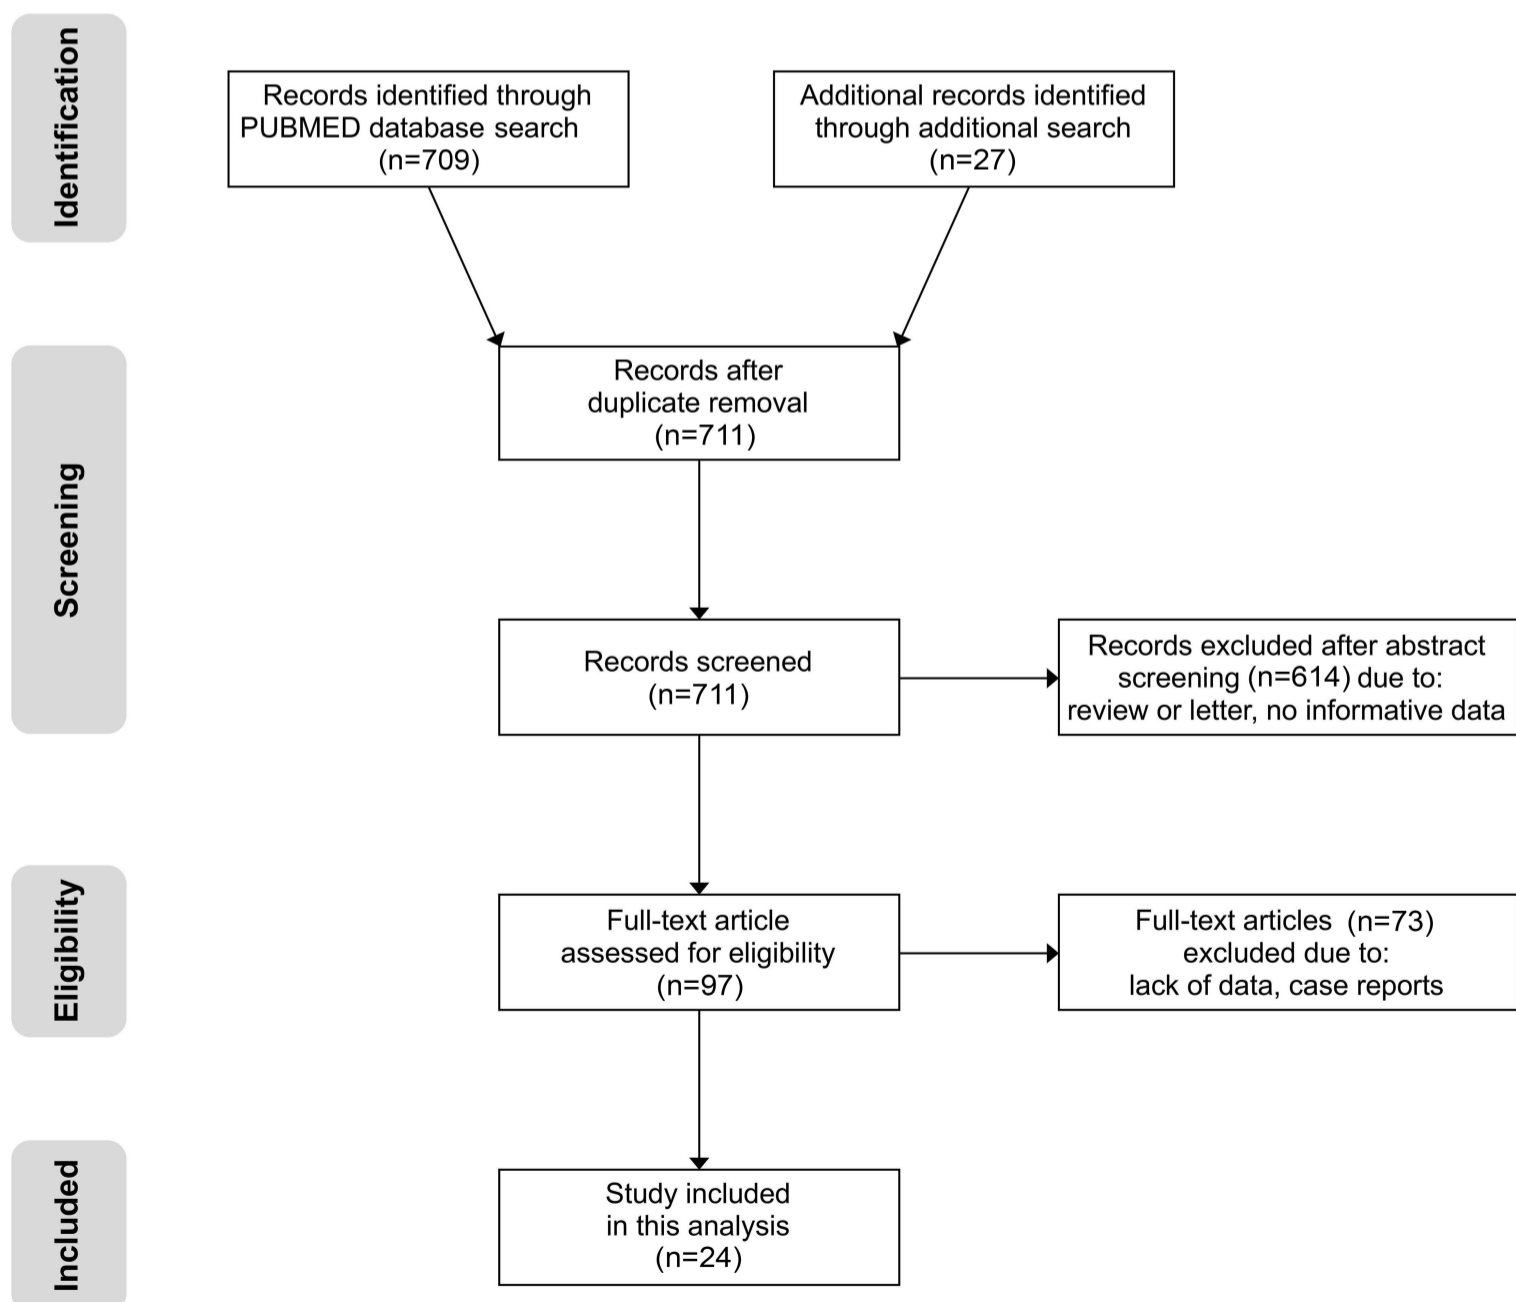 Identification
Records identified through
PUBMED database search
(n=709)
Additional records identified
through additional search
(n=27)
Screening
Records after
duplicate removal
(n=711)
Records screened
(n=711)
Records excluded after abstract
screening (n=614) due to:
review or letter, no informative data
Eligibility
Full-text article
assessed for eligibility
(n=97)
Full-text articles (n=73)
excluded due to:
lack of data, case reports
Included
Study included
in this analysis
(n=24)